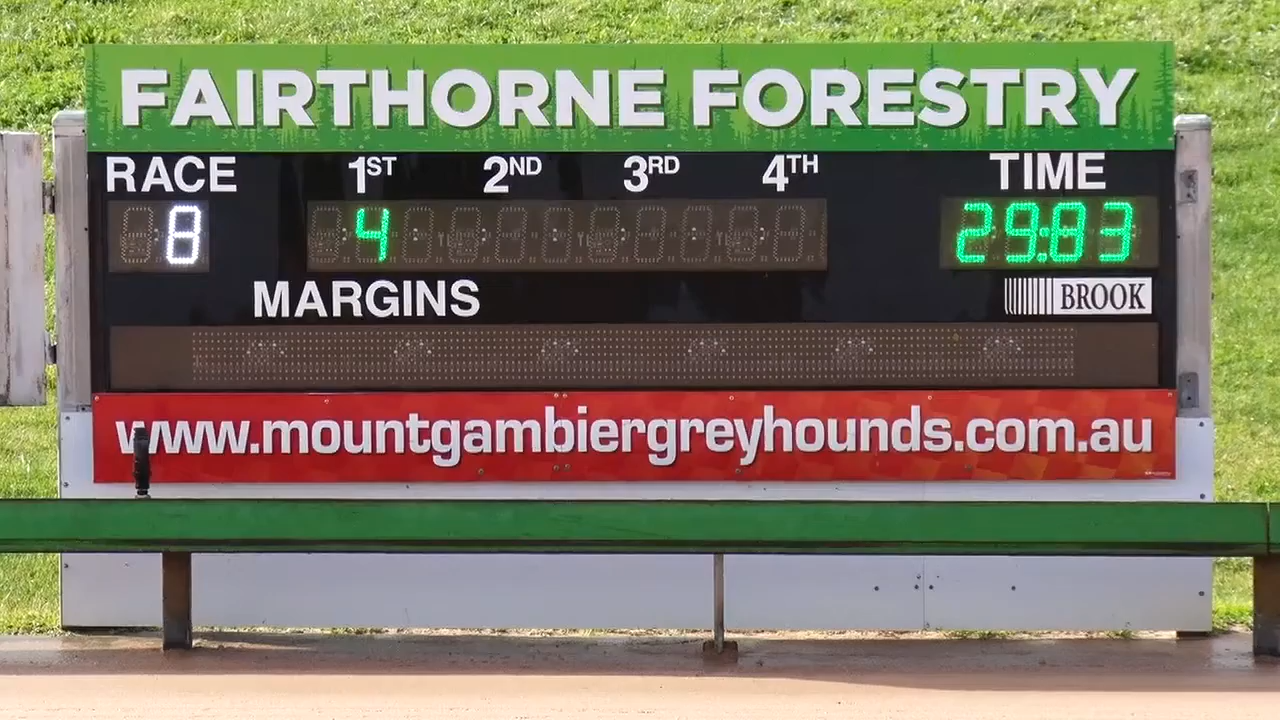 FAIRTHORNE FORESTRY
RACE 1ST 2ND 3RD 4TH TIME
8 4 29:83
MARGINS BROOK
www.mountgambiergreyhounds.com.au